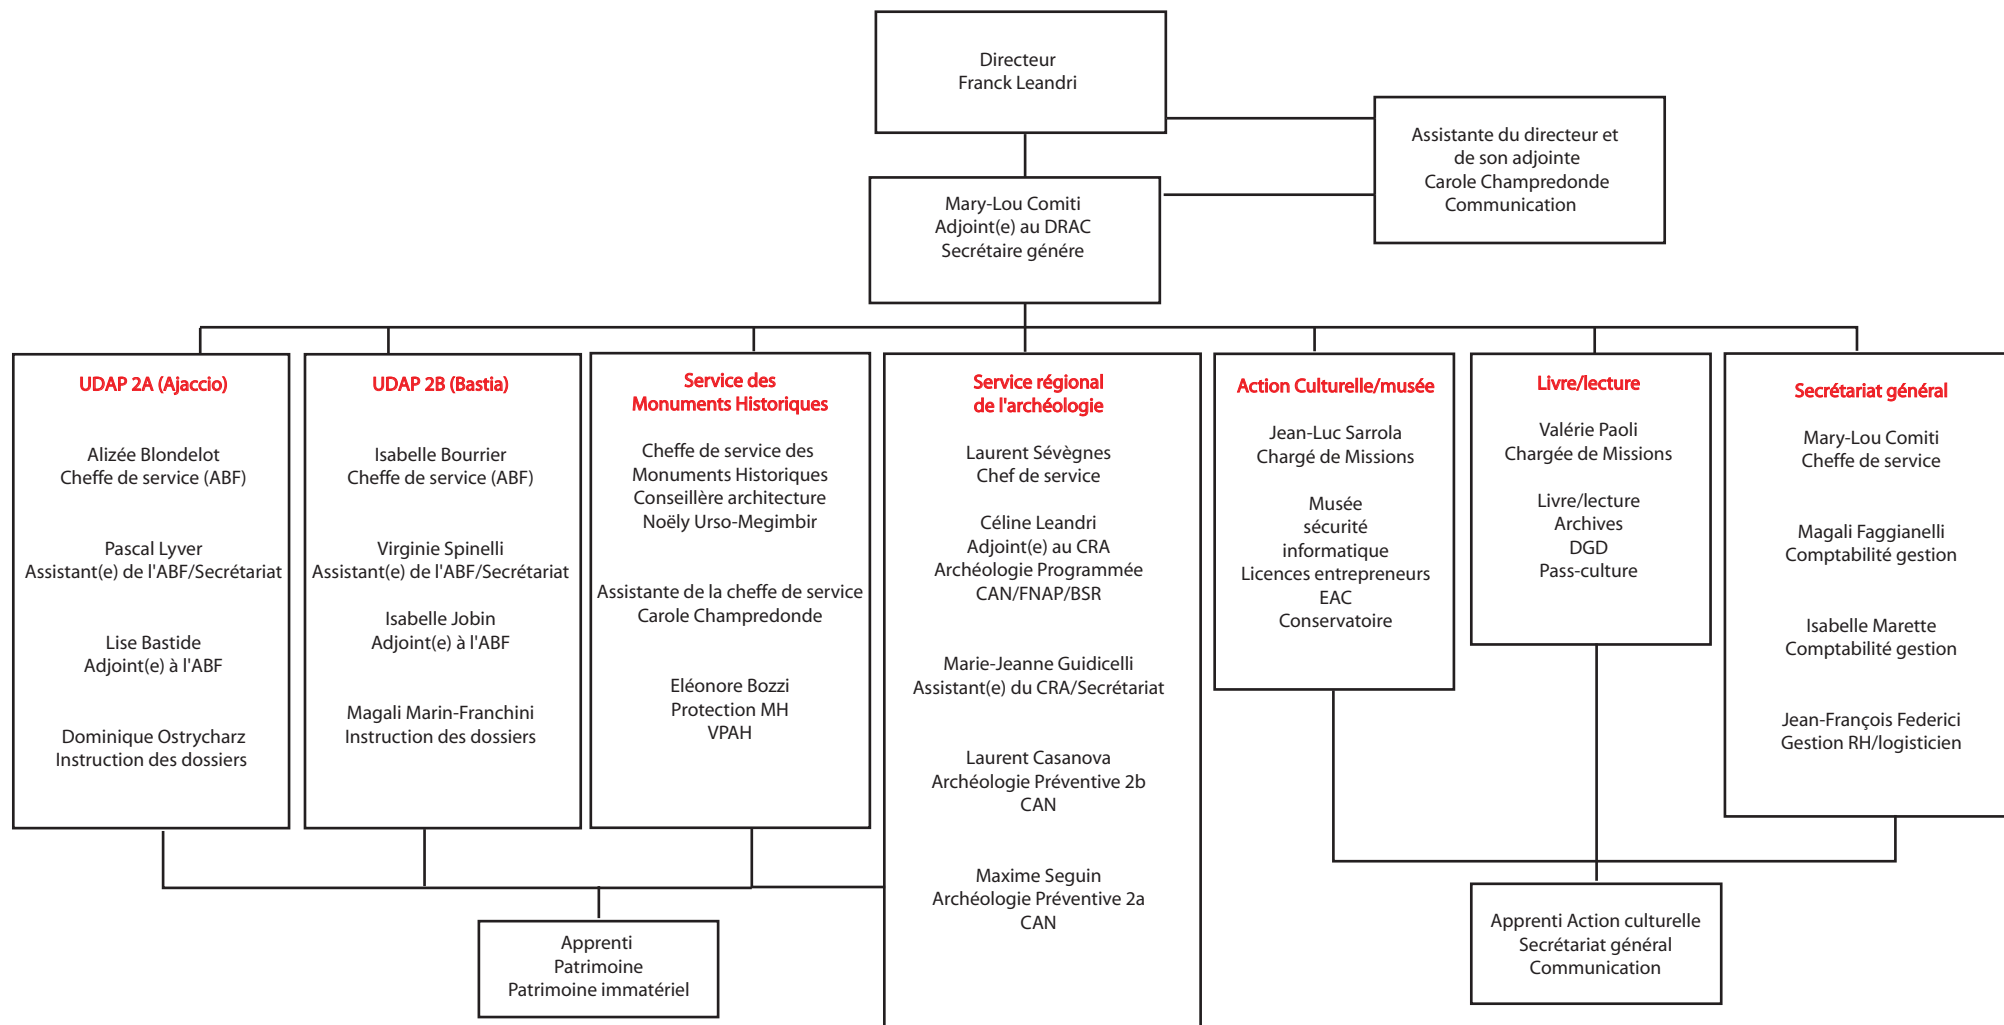 Directeur
Franck Leandri
Assistante du directeur et
de son adjointe
Carole Champredonde
Communication
Mary-Lou Comiti
Adjoint(e) au DRAC
Secrétaire génére
UDAP 2A (Ajaccio)
Alizée Blondelot
Cheffe de service (ABF)
Pascal Lyver
Assistant(e) de l'ABF/Secrétariat
Lise Bastide
Adjoint(e) à l'ABF
Dominique Ostrycharz
Instruction des dossiers
UDAP 2B (Bastia)
Isabelle Bourrier
Cheffe de service (ABF)
Virginie Spinelli
Assistant(e) de l'ABF/Secrétariat
Isabelle Jobin
Adjoint(e) à l'ABF
Magali Marin-Franchini
Instruction des dossiers
Service des
Monuments Historiques
Cheffe de service des
Monuments Historiques
Conseillère architecture
Noëly Urso-Megimbir
Assistante de la cheffe de service
Carole Champredonde
Eléonore Bozzi
Protection MH
VPAH
Service régional
de l'archéologie
Laurent Sévègnes
Chef de service
Céline Leandri
Adjoint(e) au CRA
Archéologie Programmée
CAN/FNAP/BSR
Marie-Jeanne Guidicelli
Assistant(e) du CRA/Secrétariat
Laurent Casanova
Archéologie Préventive 2b
CAN
Maxime Seguin
Archéologie Préventive 2a
CAN
Action Culturelle/musée
Jean-Luc Sarrola
Chargé de Missions
Musée
sécurité
informatique
Licences entrepreneurs
EAC
Conservatoire
Livre/lecture
Valérie Paoli
Chargée de Missions
Livre/lecture
Archives
DGD
Pass-culture
Secrétariat général
Mary-Lou Comiti
Cheffe de service
Magali Faggianelli
Comptabilité gestion
Isabelle Marette
Comptabilité gestion
Jean-François Federici
Gestion RH/logisticien
Apprenti
Patrimoine
Patrimoine immatériel
Apprenti Action culturelle
Secrétariat général
Communication